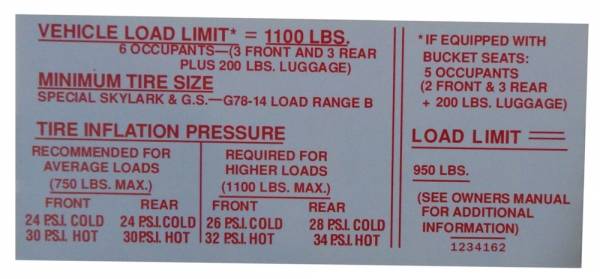 VEHICLE LOAD LIMIT* = 1100 LBS.
6 OCCUPANTS—(3 FRONT AND 3 REAR
PLUS 200 LBS. LUGGAGE)
MINIMUM TIRE SIZE
SPECIAL SKYLARK & G.S.—G78-14 LOAD RANGE B
TIRE INFLATION PRESSURE
RECOMMENDED FOR
AVERAGE LOADS
(750 LBS. MAX.)
FRONT REAR
24 P.S.I. COLD 24 P.S.I. COLD
30 P.S.I. HOT 30 P.S.I. HOT
REQUIRED FOR
HIGHER LOADS
(1100 LBS. MAX.)
FRONT REAR
26 P.S.I. COLD 28 P.S.I. COLD
32 P.S.I. HOT 34 P.S.I. HOT
*IF EQUIPPED WITH
BUCKET SEATS:
5 OCCUPANTS
(2 FRONT & 3 REAR
+ 200 LBS. LUGGAGE)
LOAD LIMIT =
950 LBS.
(SEE OWNERS MANUAL
FOR ADDITIONAL
INFORMATION)
1234162